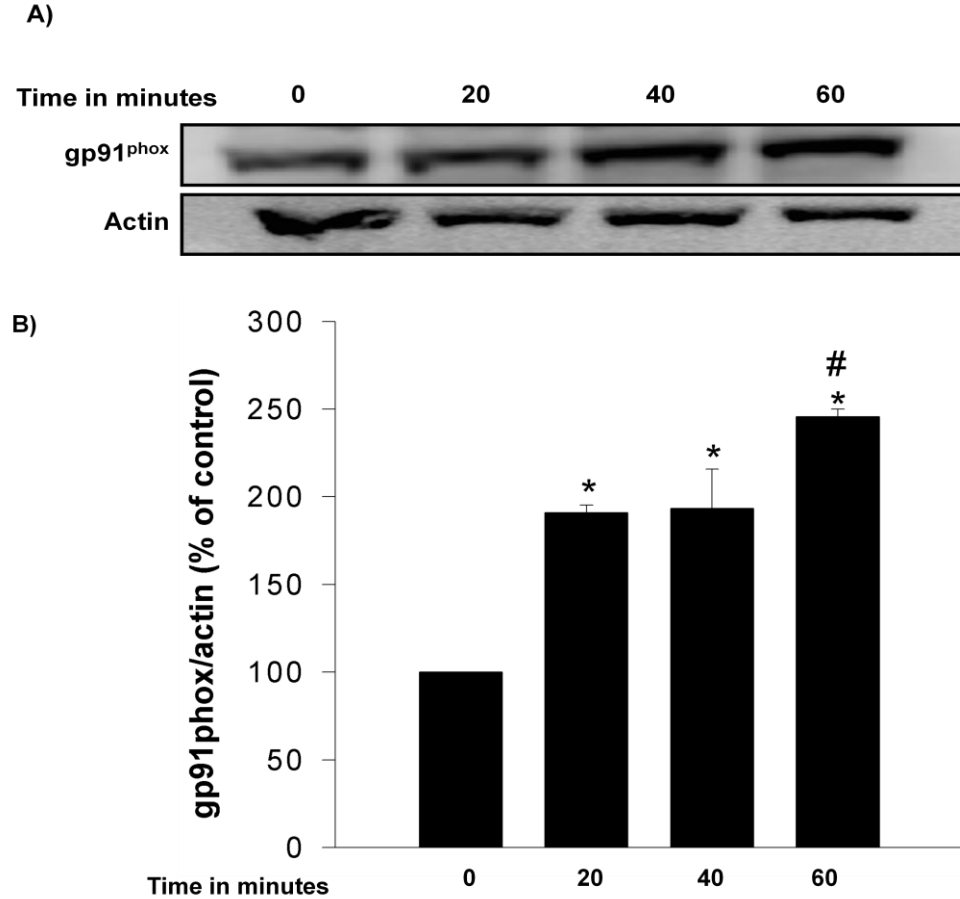 A)
Time in minutes 0 20 40 60
gp91phox
Actin
B)
gp91phox/actin (% of control)
300
250
200
150
100
50
0
* * # *
Time in minutes 0 20 40 60